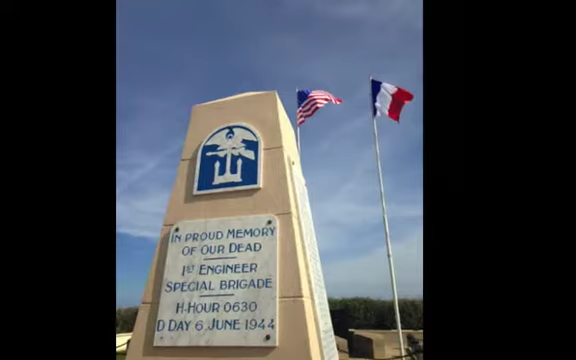 IN PROUD MEMORY
OF OUR DEAD
1ST ENGINEER
SPECIAL BRIGADE
H-HOUR 0630
D DAY 6 JUNE 1944